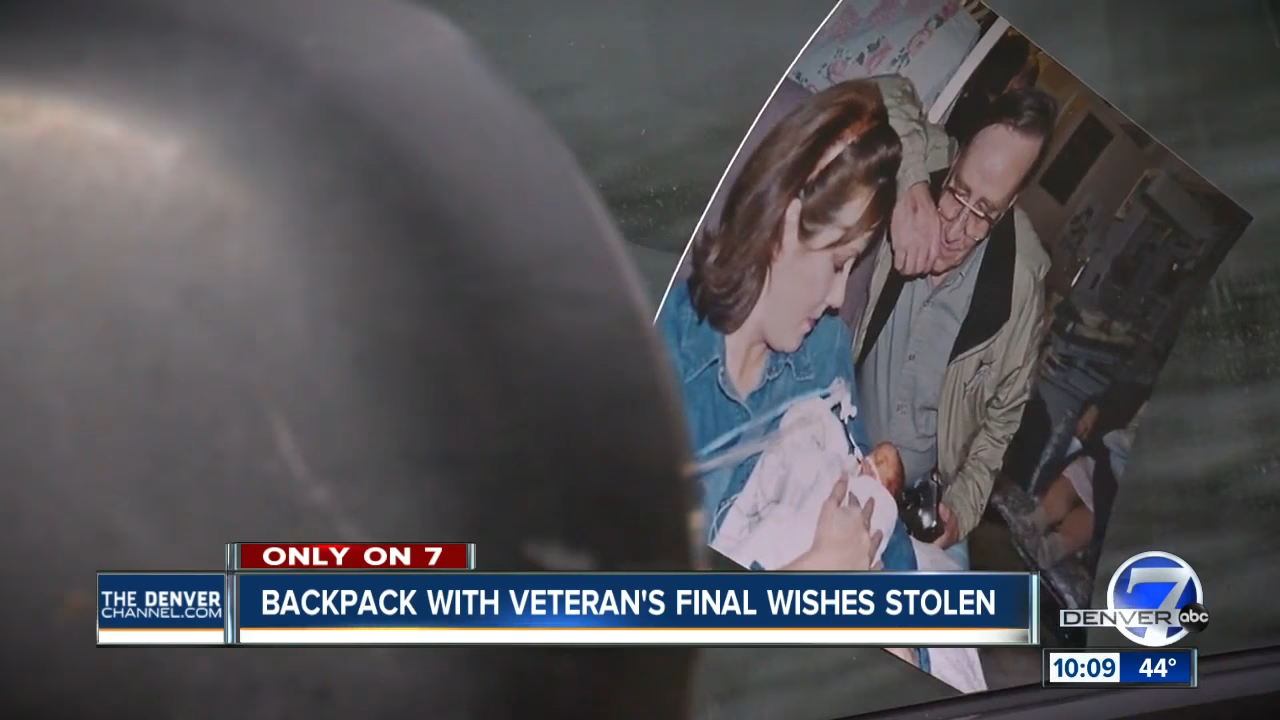 ONLY ON 7
THE DENVER
CHANNEL.COM
BACKPACK WITH VETERAN'S FINAL WISHES STOLEN
7
DENVER abc
10:09 44°